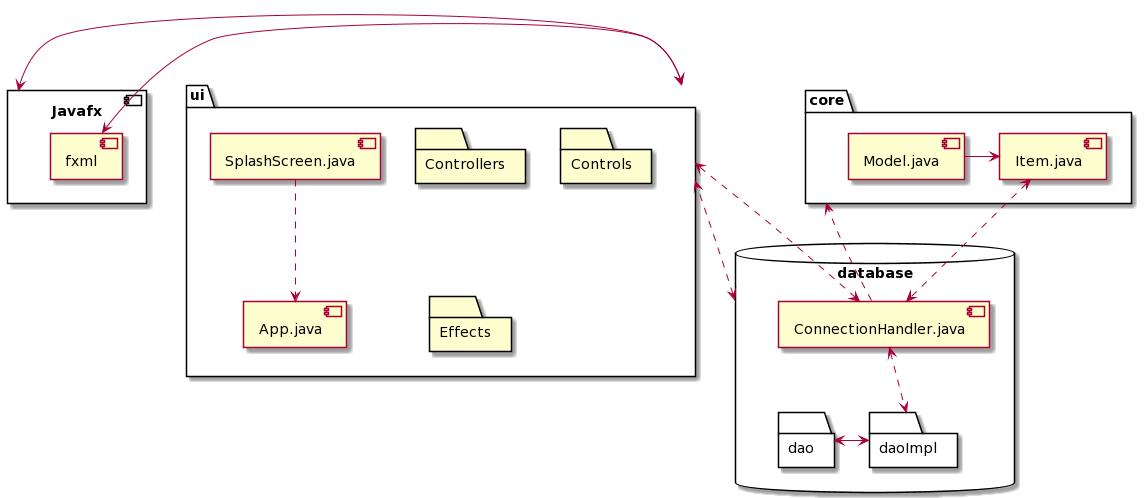 Javafx
fxml
ui
SplashScreen.java
Controllers
Controls
App.java
Effects
core
Model.java
Item.java
database
ConnectionHandler.java
dao
daoImpl